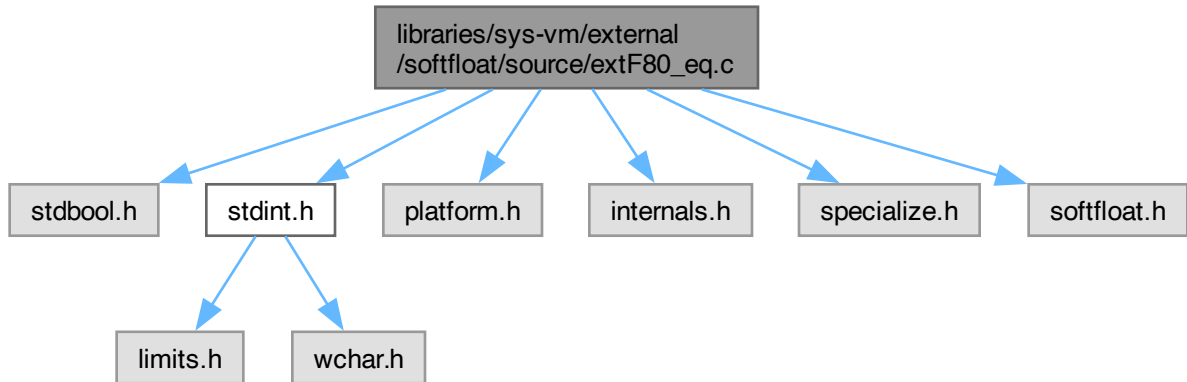 libraries/sys-vm/external
/softfloat/source/extF80_eq.c
stdbool.h
stdint.h
platform.h
internals.h
specialize.h
softfloat.h
limits.h
wchar.h